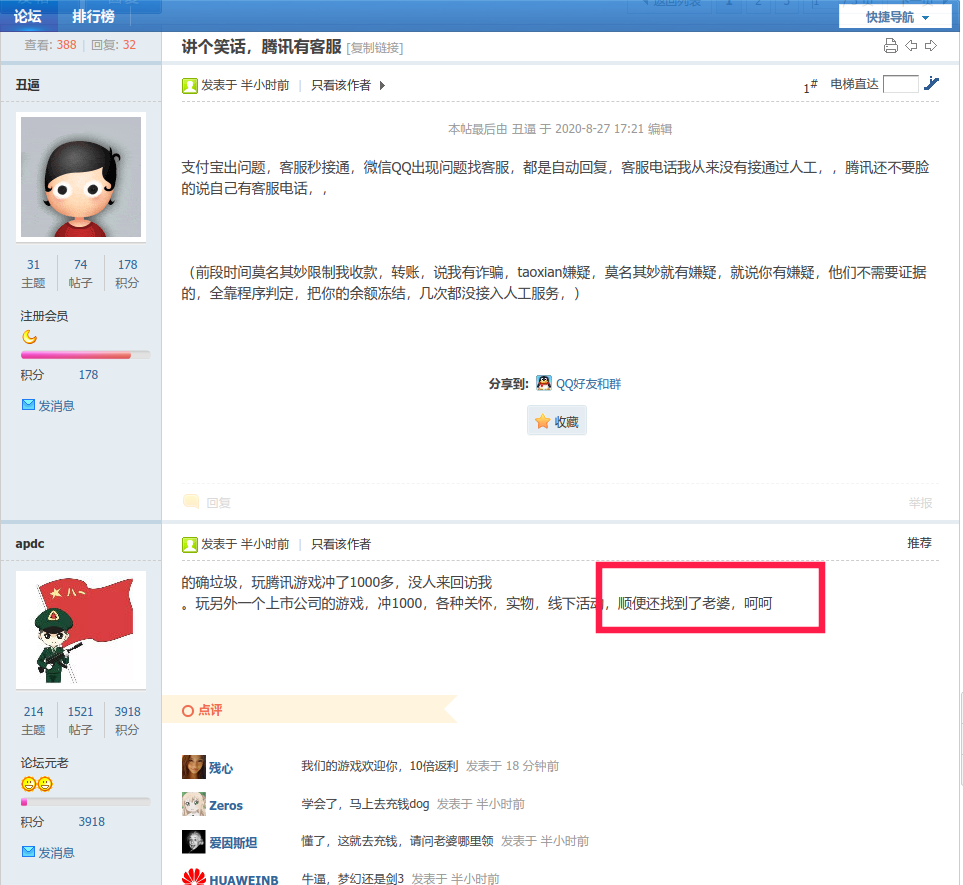 论坛
排行榜
快捷导航
查看: 388 | 回复: 32
讲个笑话，腾讯有客服 [复制链接]
丑逼
发表于 半小时前 | 只看该作者
1#
电梯直达
本帖最后由 丑逼 于 2020-8-27 17:21 编辑
支付宝出问题，客服秒接通，微信QQ出现问题找客服，都是自动回复，客服电话我从来没有接通过人工，，腾讯还不要脸
的说自己有客服电话，，
（前段时间莫名其妙限制我收款，转账，说我有诈骗，taoxian嫌疑，莫名其妙就有嫌疑，就说你有嫌疑，他们不需要证据
的，全靠程序判定，把你的余额冻结，几次都没接入人工服务，）
31 74 178
主题 帖子 积分
注册会员
积分 178
发消息
分享到: QQ好友和群
收藏
回复
举报
apdc
发表于 半小时前 | 只看该作者
推荐
的确垃圾，玩腾讯游戏冲了1000多，没人来回访我
。玩另外一个上市公司的游戏，冲1000，各种关怀，实物，线下活动，顺便还找到了老婆，呵呵
八一
214 1521 3918
主题 帖子 积分
论坛元老
积分 3918
发消息
点评
残心 我们的游戏欢迎你，10倍返利 发表于 18 分钟前
Zeros 学会了，马上去充钱dog 发表于 半小时前
爱因斯坦 懂了，这就去充钱，请问老婆哪里领 发表于 半小时前
HUAWEINB 牛逼，梦幻还是剑3 发表于 半小时前